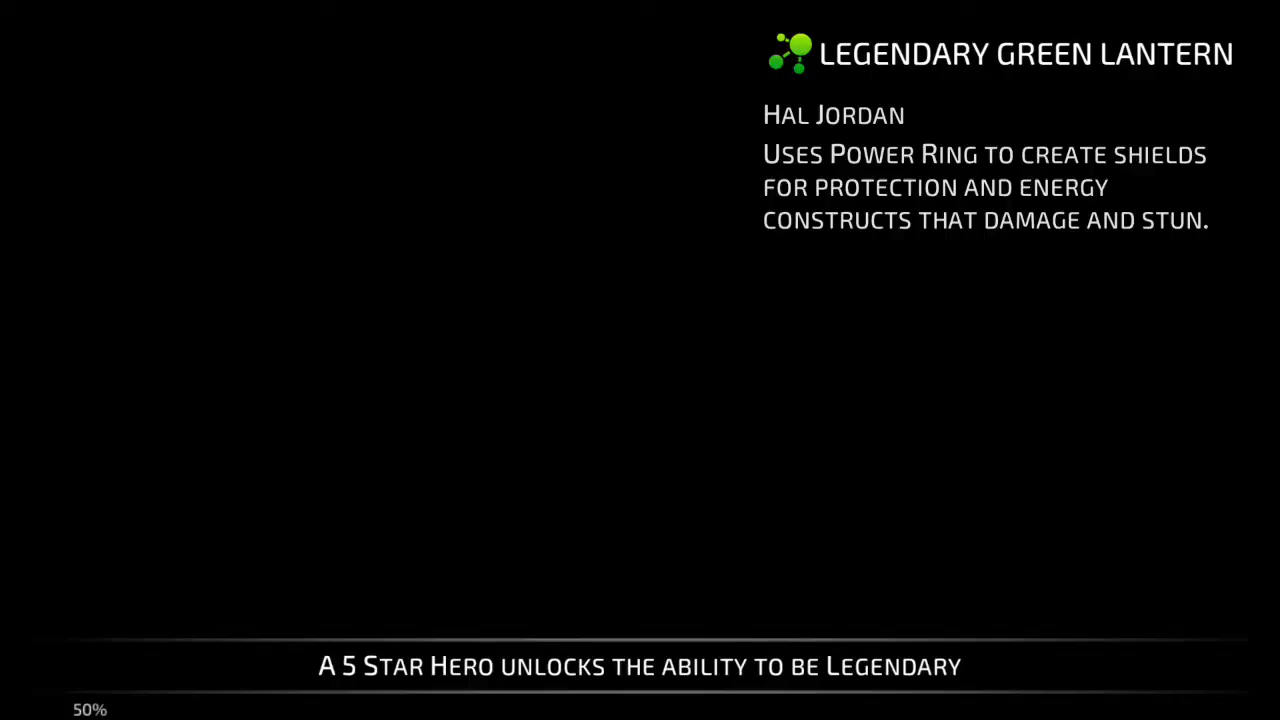 LEGENDARY GREEN LANTERN
HAL JORDAN
USES POWER RING TO CREATE SHIELDS
FOR PROTECTION AND ENERGY
CONSTRUCTS THAT DAMAGE AND STUN.
A 5 STAR HERO UNLOCKS THE ABILITY TO BE LEGENDARY
50%